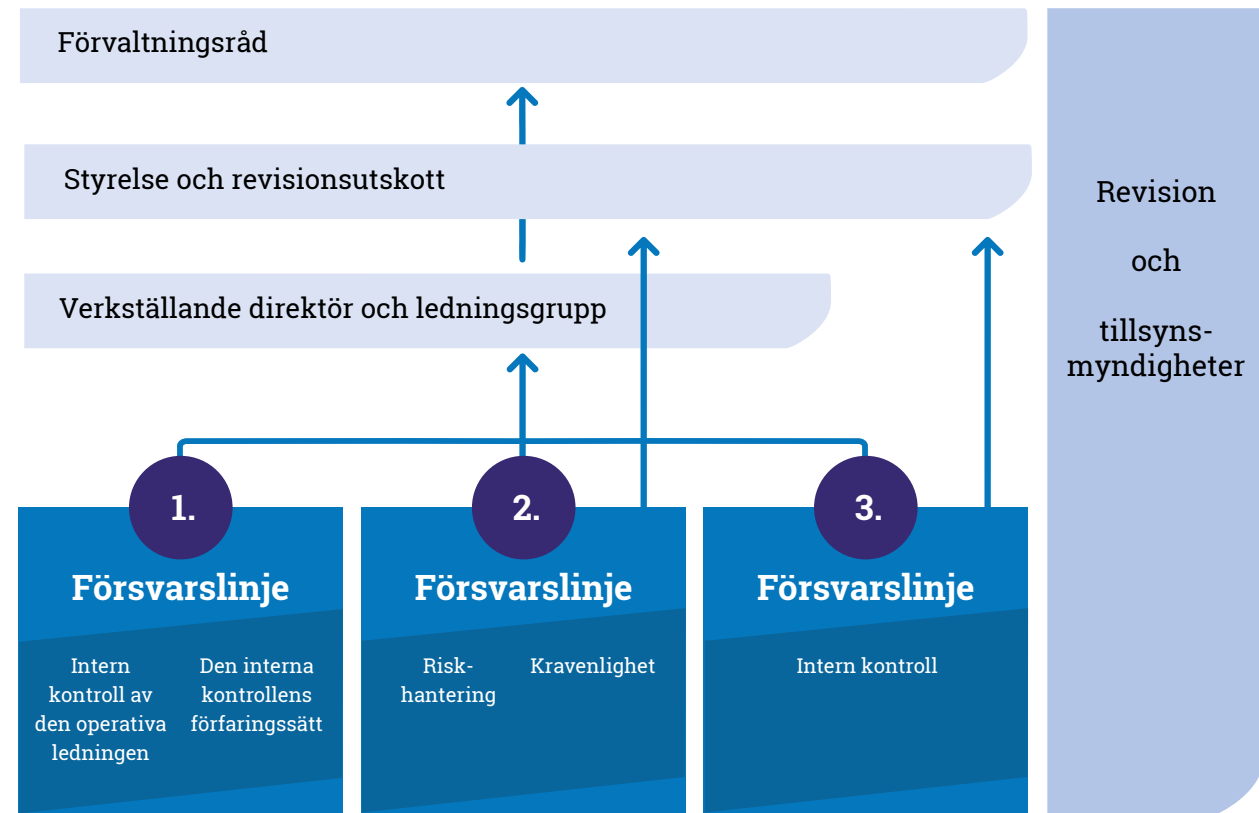 Förvaltningsråd
Styrelse och revisionsutskott
Verkställande direktör och ledningsgrupp
Revision
och
tillsyns-
myndigheter
1.
Försvarslinje
Intern
kontroll av
den operativa
ledningen
Den interna
kontrollens
förfaringssätt
2.
Försvarslinje
Risk-
hantering
Kravenlighet
3.
Försvarslinje
Intern kontroll